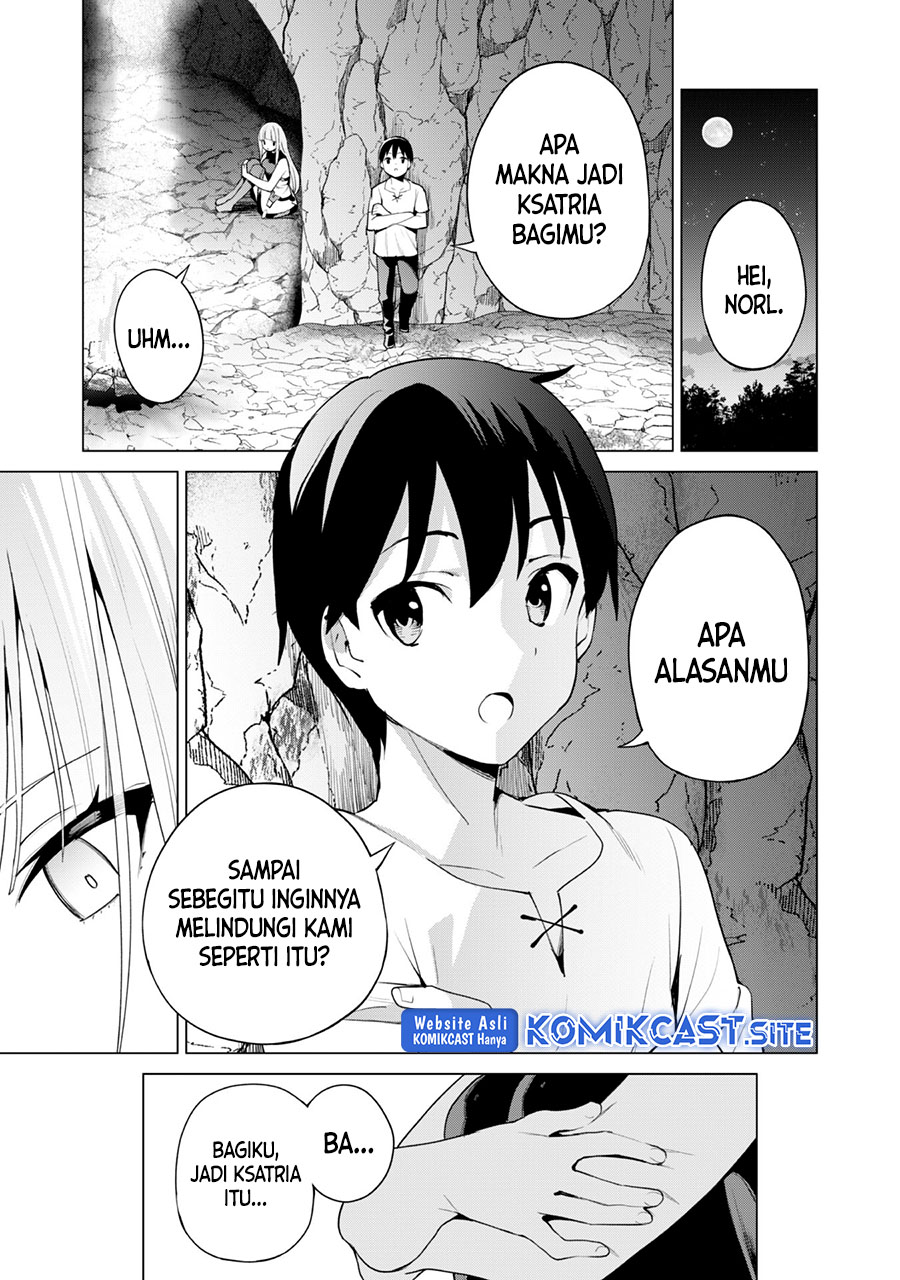 HEI,
NORL.
APA
MAKNA JADI
KSATRIA
BAGIMU?
UHM...
APA
ALASANMU
SAMPAI
SEBEGITU INGINNYA
MELINDUNGI KAMI
SEPERTI ITU?
Website Asli
KOMIKCAST Hanya
KOMIKCAST.SITE
BA...
BAGIKU,
JADI KSATRIA
ITU...